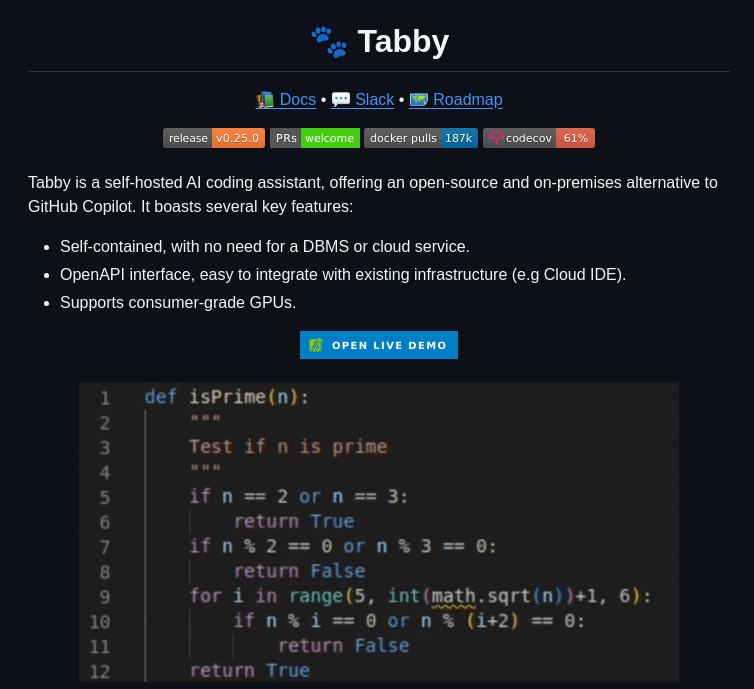 🐾 Tabby
📚 Docs • 💬 Slack • 🗺️ Roadmap
release v0.25.0 PRs welcome docker pulls 187k codecov 61%
Tabby is a self-hosted AI coding assistant, offering an open-source and on-premises alternative to
GitHub Copilot. It boasts several key features:
• Self-contained, with no need for a DBMS or cloud service.
• OpenAPI interface, easy to integrate with existing infrastructure (e.g Cloud IDE).
• Supports consumer-grade GPUs.
OPEN LIVE DEMO
1 def isPrime(n):
2     """
3     Test if n is prime
4     """
5     if n == 2 or n == 3:
6         return True
7     if n % 2 == 0 or n % 3 == 0:
8         return False
9     for i in range(5, int(math.sqrt(n))+1, 6):
10         if n % i == 0 or n % (i+2) == 0:
11             return False
12     return True